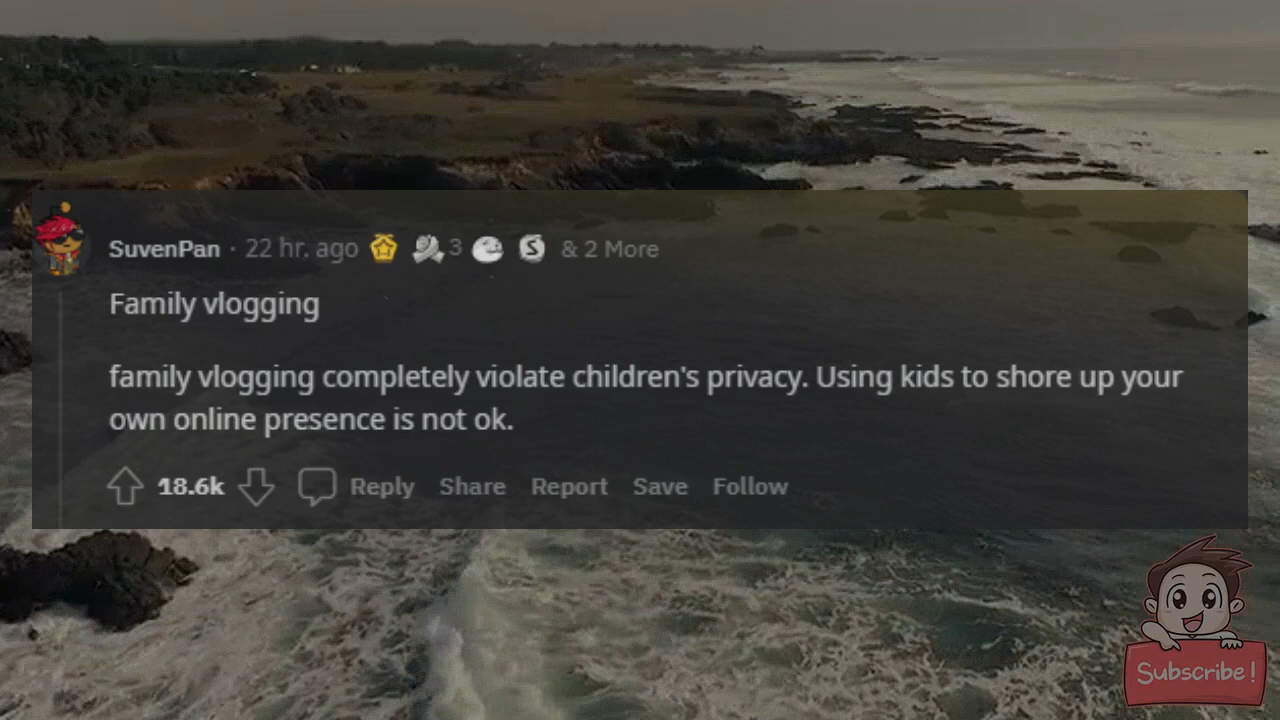 SuvenPan · 22 hr. ago 3 S & 2 More
Family vlogging
family vlogging completely violate children's privacy. Using kids to shore up your
own online presence is not ok.
18.6k Reply Share Report Save Follow
Subscribe!